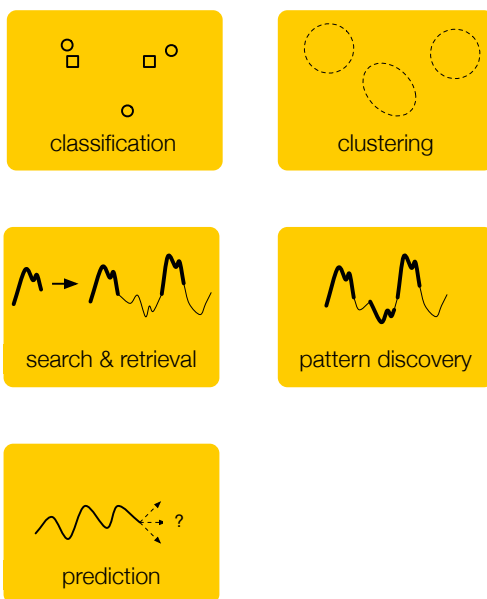 classification
clustering
search & retrieval
pattern discovery
?
prediction